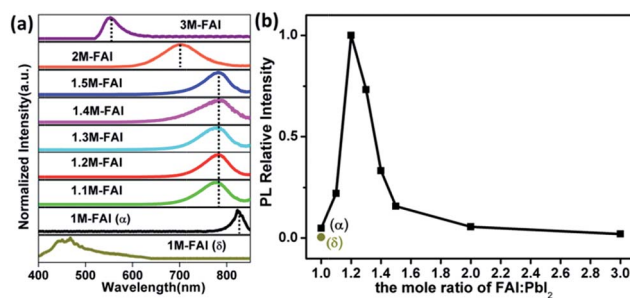 (a)
Normalized Intensity(a.u.)
3M-FAI
2M-FAI
1.5M-FAI
1.4M-FAI
1.3M-FAI
1.2M-FAI
1.1M-FAI
1M-FAI (α)
1M-FAI (δ)
400 500 600 700 800
Wavelength(nm)
(b)
PL Relative Intensity
1.0
0.5
0.0
(α)
(δ)
1.0 1.2 1.4 1.6 1.8 2.0 2.2 2.4 2.6 2.8 3.0
the mole ratio of FAI:PbI₂